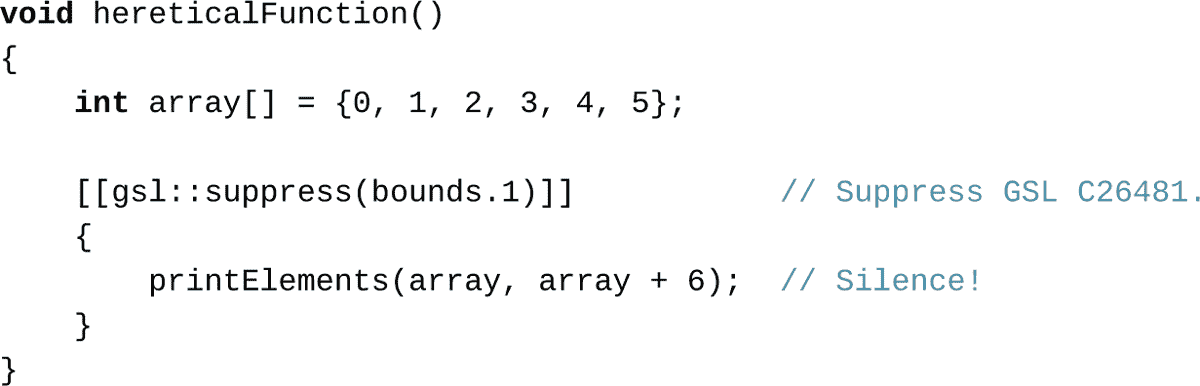 void hereticalFunction()
{
    int array[] = {0, 1, 2, 3, 4, 5};

    [[gsl::suppress(bounds.1)]]           // Suppress GSL C26481.
    {
        printElements(array, array + 6);  // Silence!
    }
}